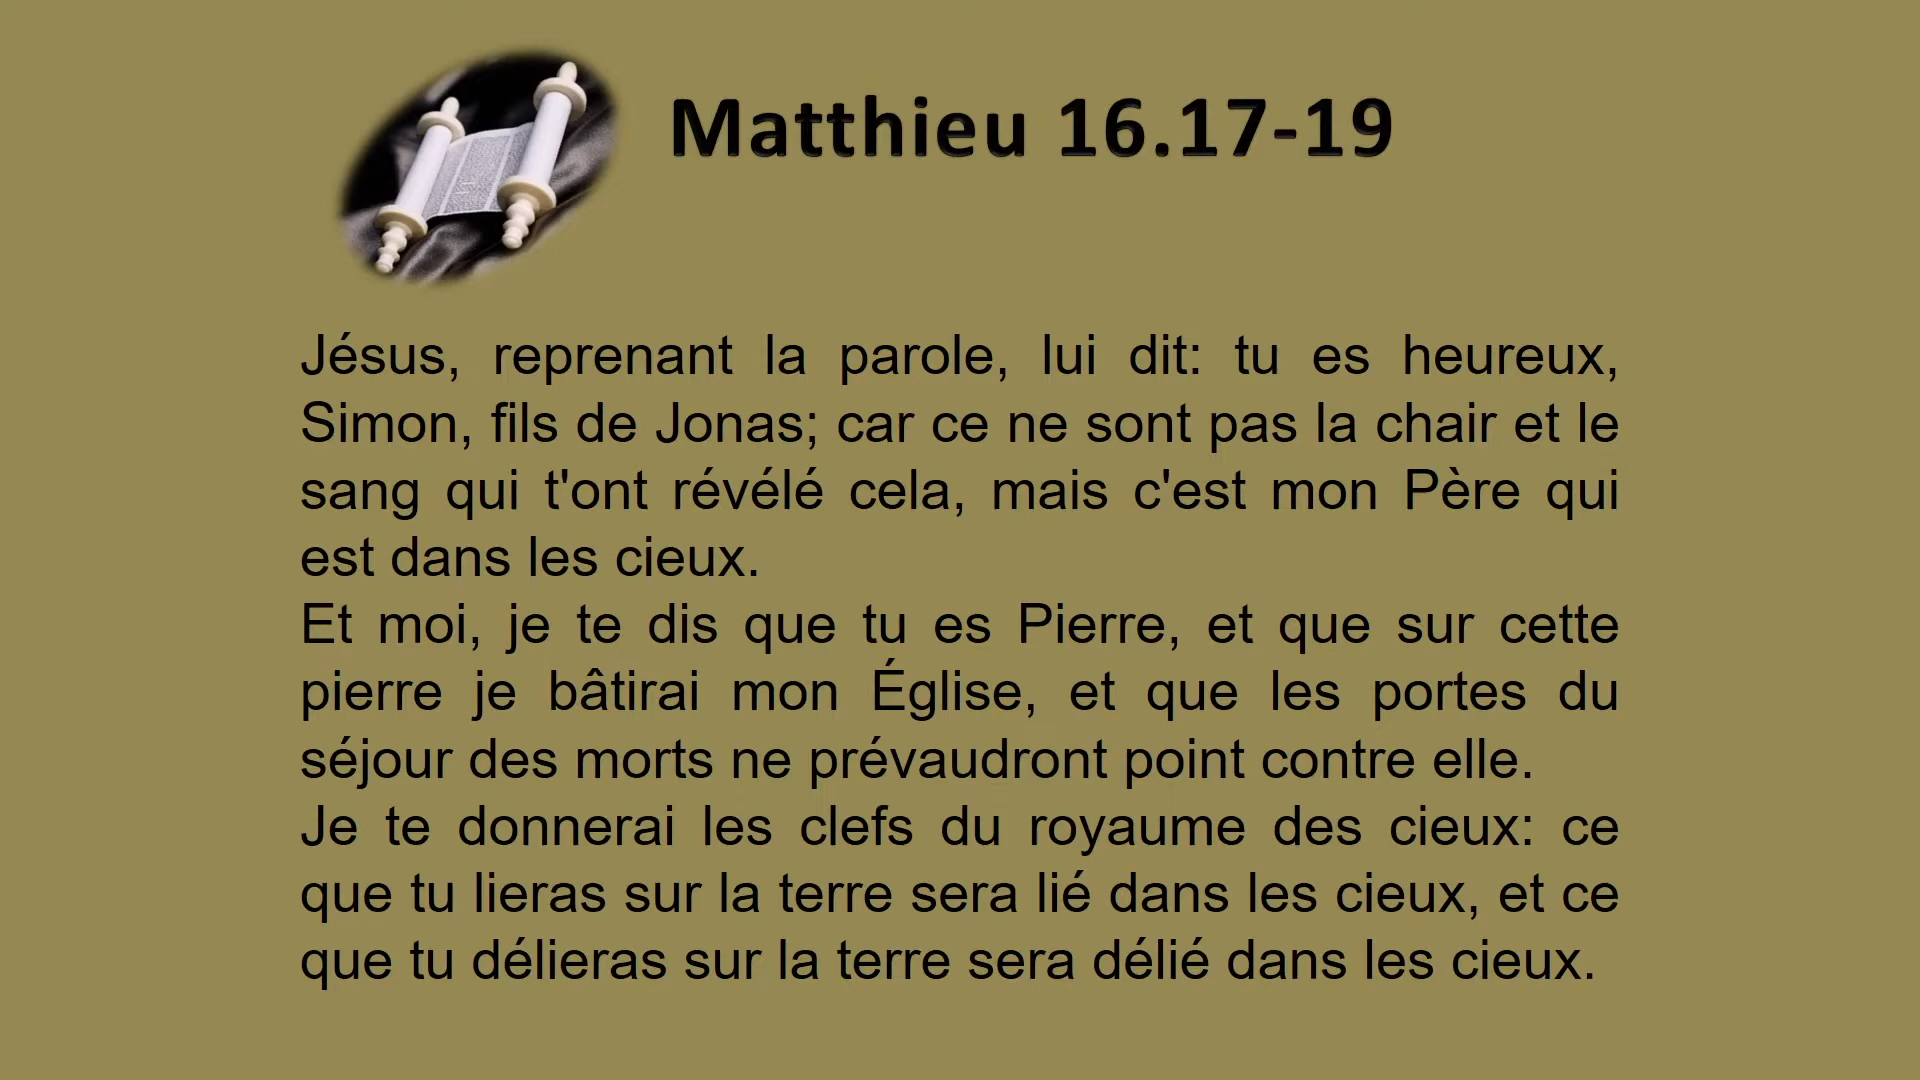 Matthieu 16.17-19
Jésus, reprenant la parole, lui dit: tu es heureux,
Simon, fils de Jonas; car ce ne sont pas la chair et le
sang qui t'ont révélé cela, mais c'est mon Père qui
est dans les cieux.
Et moi, je te dis que tu es Pierre, et que sur cette
pierre je bâtirai mon Église, et que les portes du
séjour des morts ne prévaudront point contre elle.
Je te donnerai les clefs du royaume des cieux: ce
que tu lieras sur la terre sera lié dans les cieux, et ce
que tu délieras sur la terre sera délié dans les cieux.